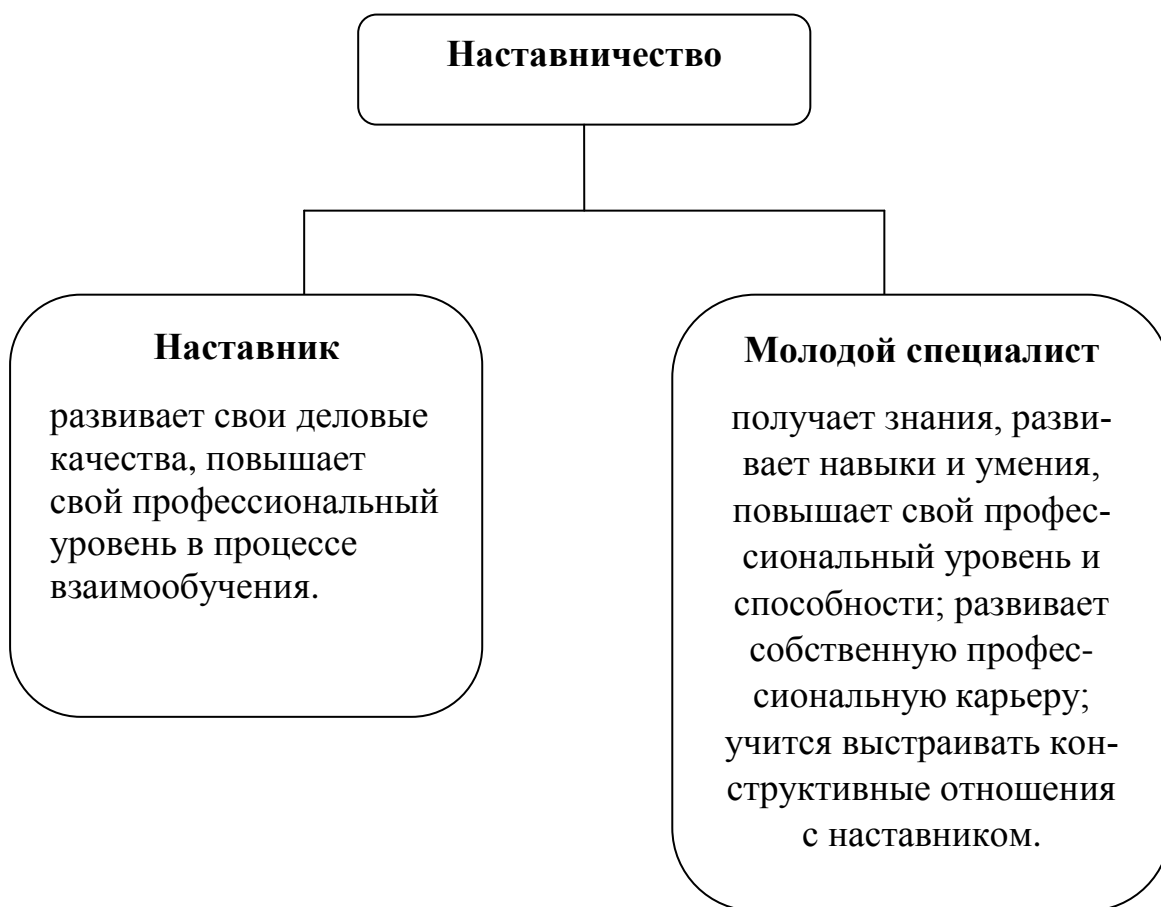 Наставничество
Наставник
развивает свои деловые
качества, повышает
свой профессиональный
уровень в процессе
взаимообучения.
Молодой специалист
получает знания, разви-
вает навыки и умения,
повышает свой профес-
сиональный уровень и
способности; развивает
собственную профес-
сиональную карьеру;
учится выстраивать кон-
структивные отношения
с наставником.